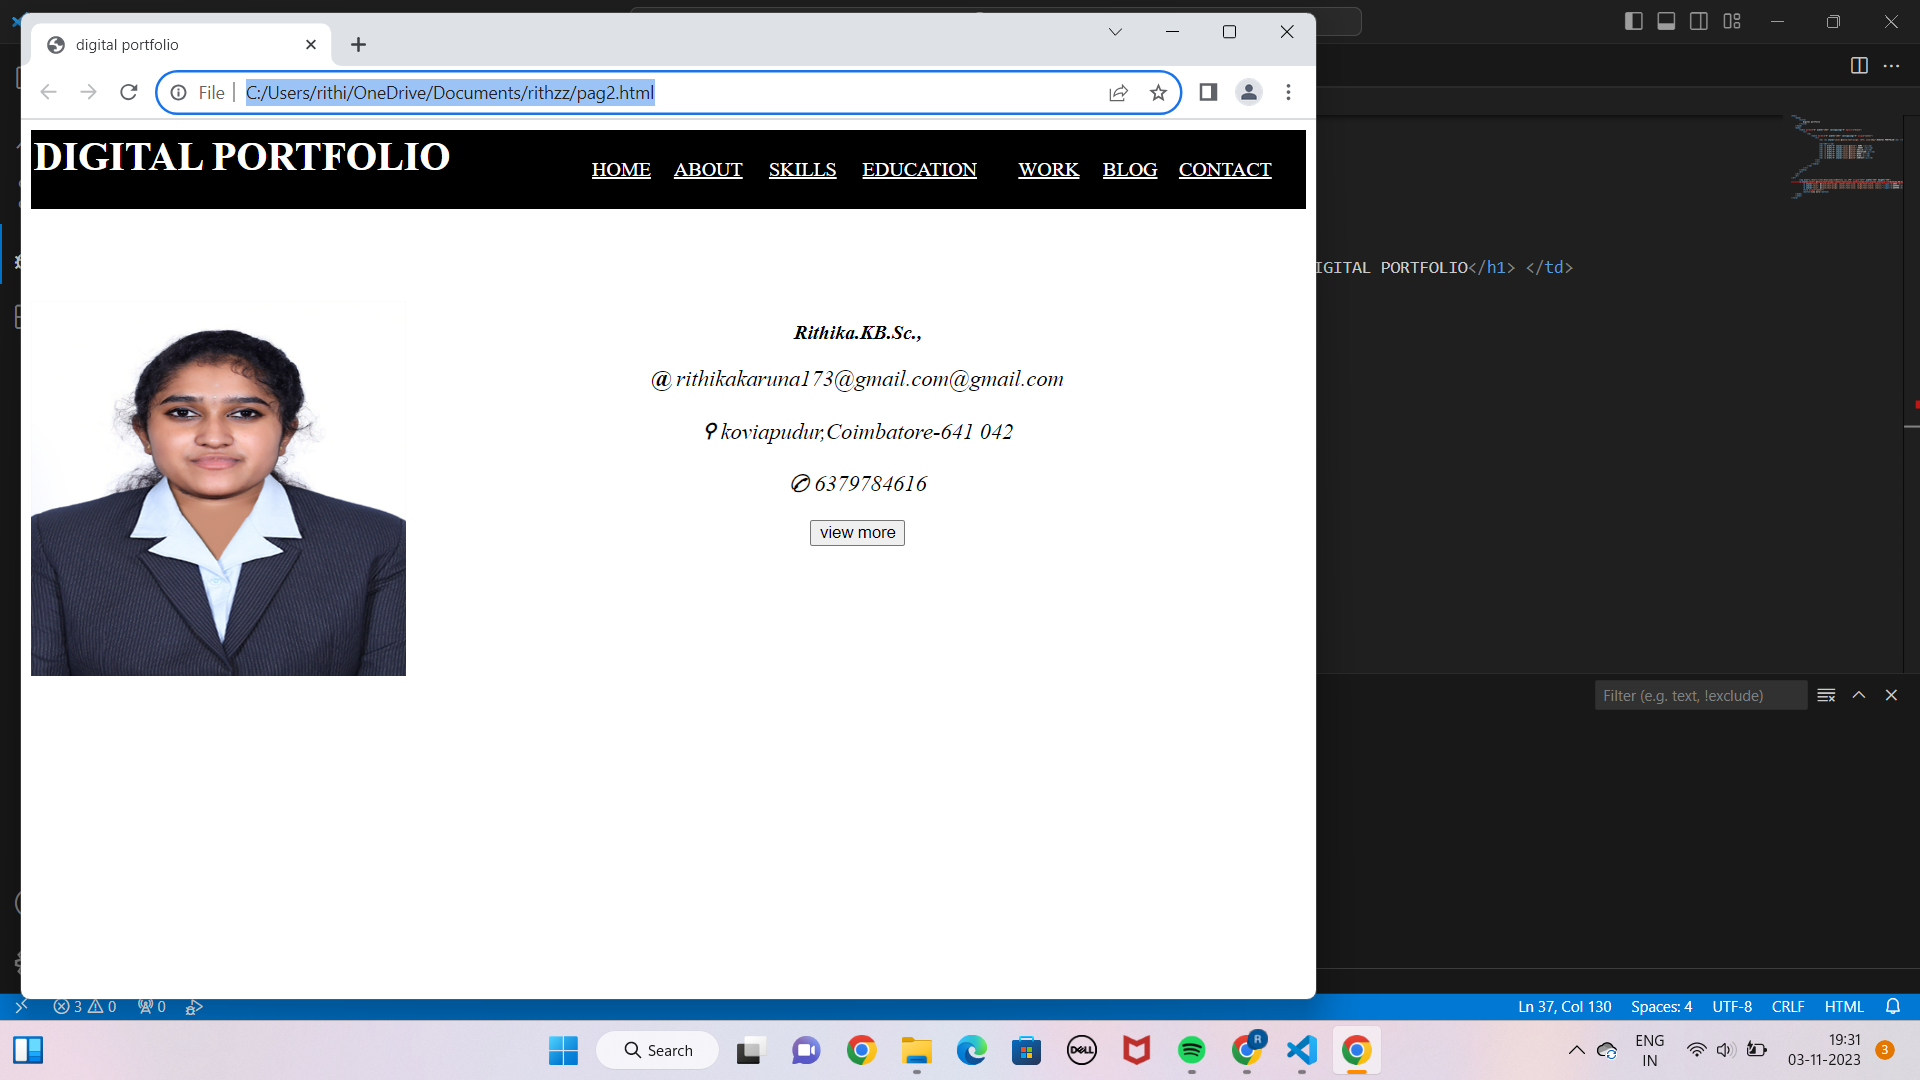 digital portfolio
File
C:/Users/rithi/OneDrive/Documents/rithzz/pag2.html
DIGITAL PORTFOLIO
HOME ABOUT SKILLS EDUCATION WORK BLOG CONTACT
IGITAL PORTFOLIO</h1> </td>
Rithika.KB.Sc.,
@ rithikakaruna173@gmail.com@gmail.com
koviapudur,Coimbatore-641 042
✆ 6379784616
view more
Filter (e.g. text, !exclude)
3 0 0
Ln 37, Col 130 Spaces: 4 UTF-8 CRLF HTML
Search
DELL
R
ENG
IN
19:31
03-11-2023
3